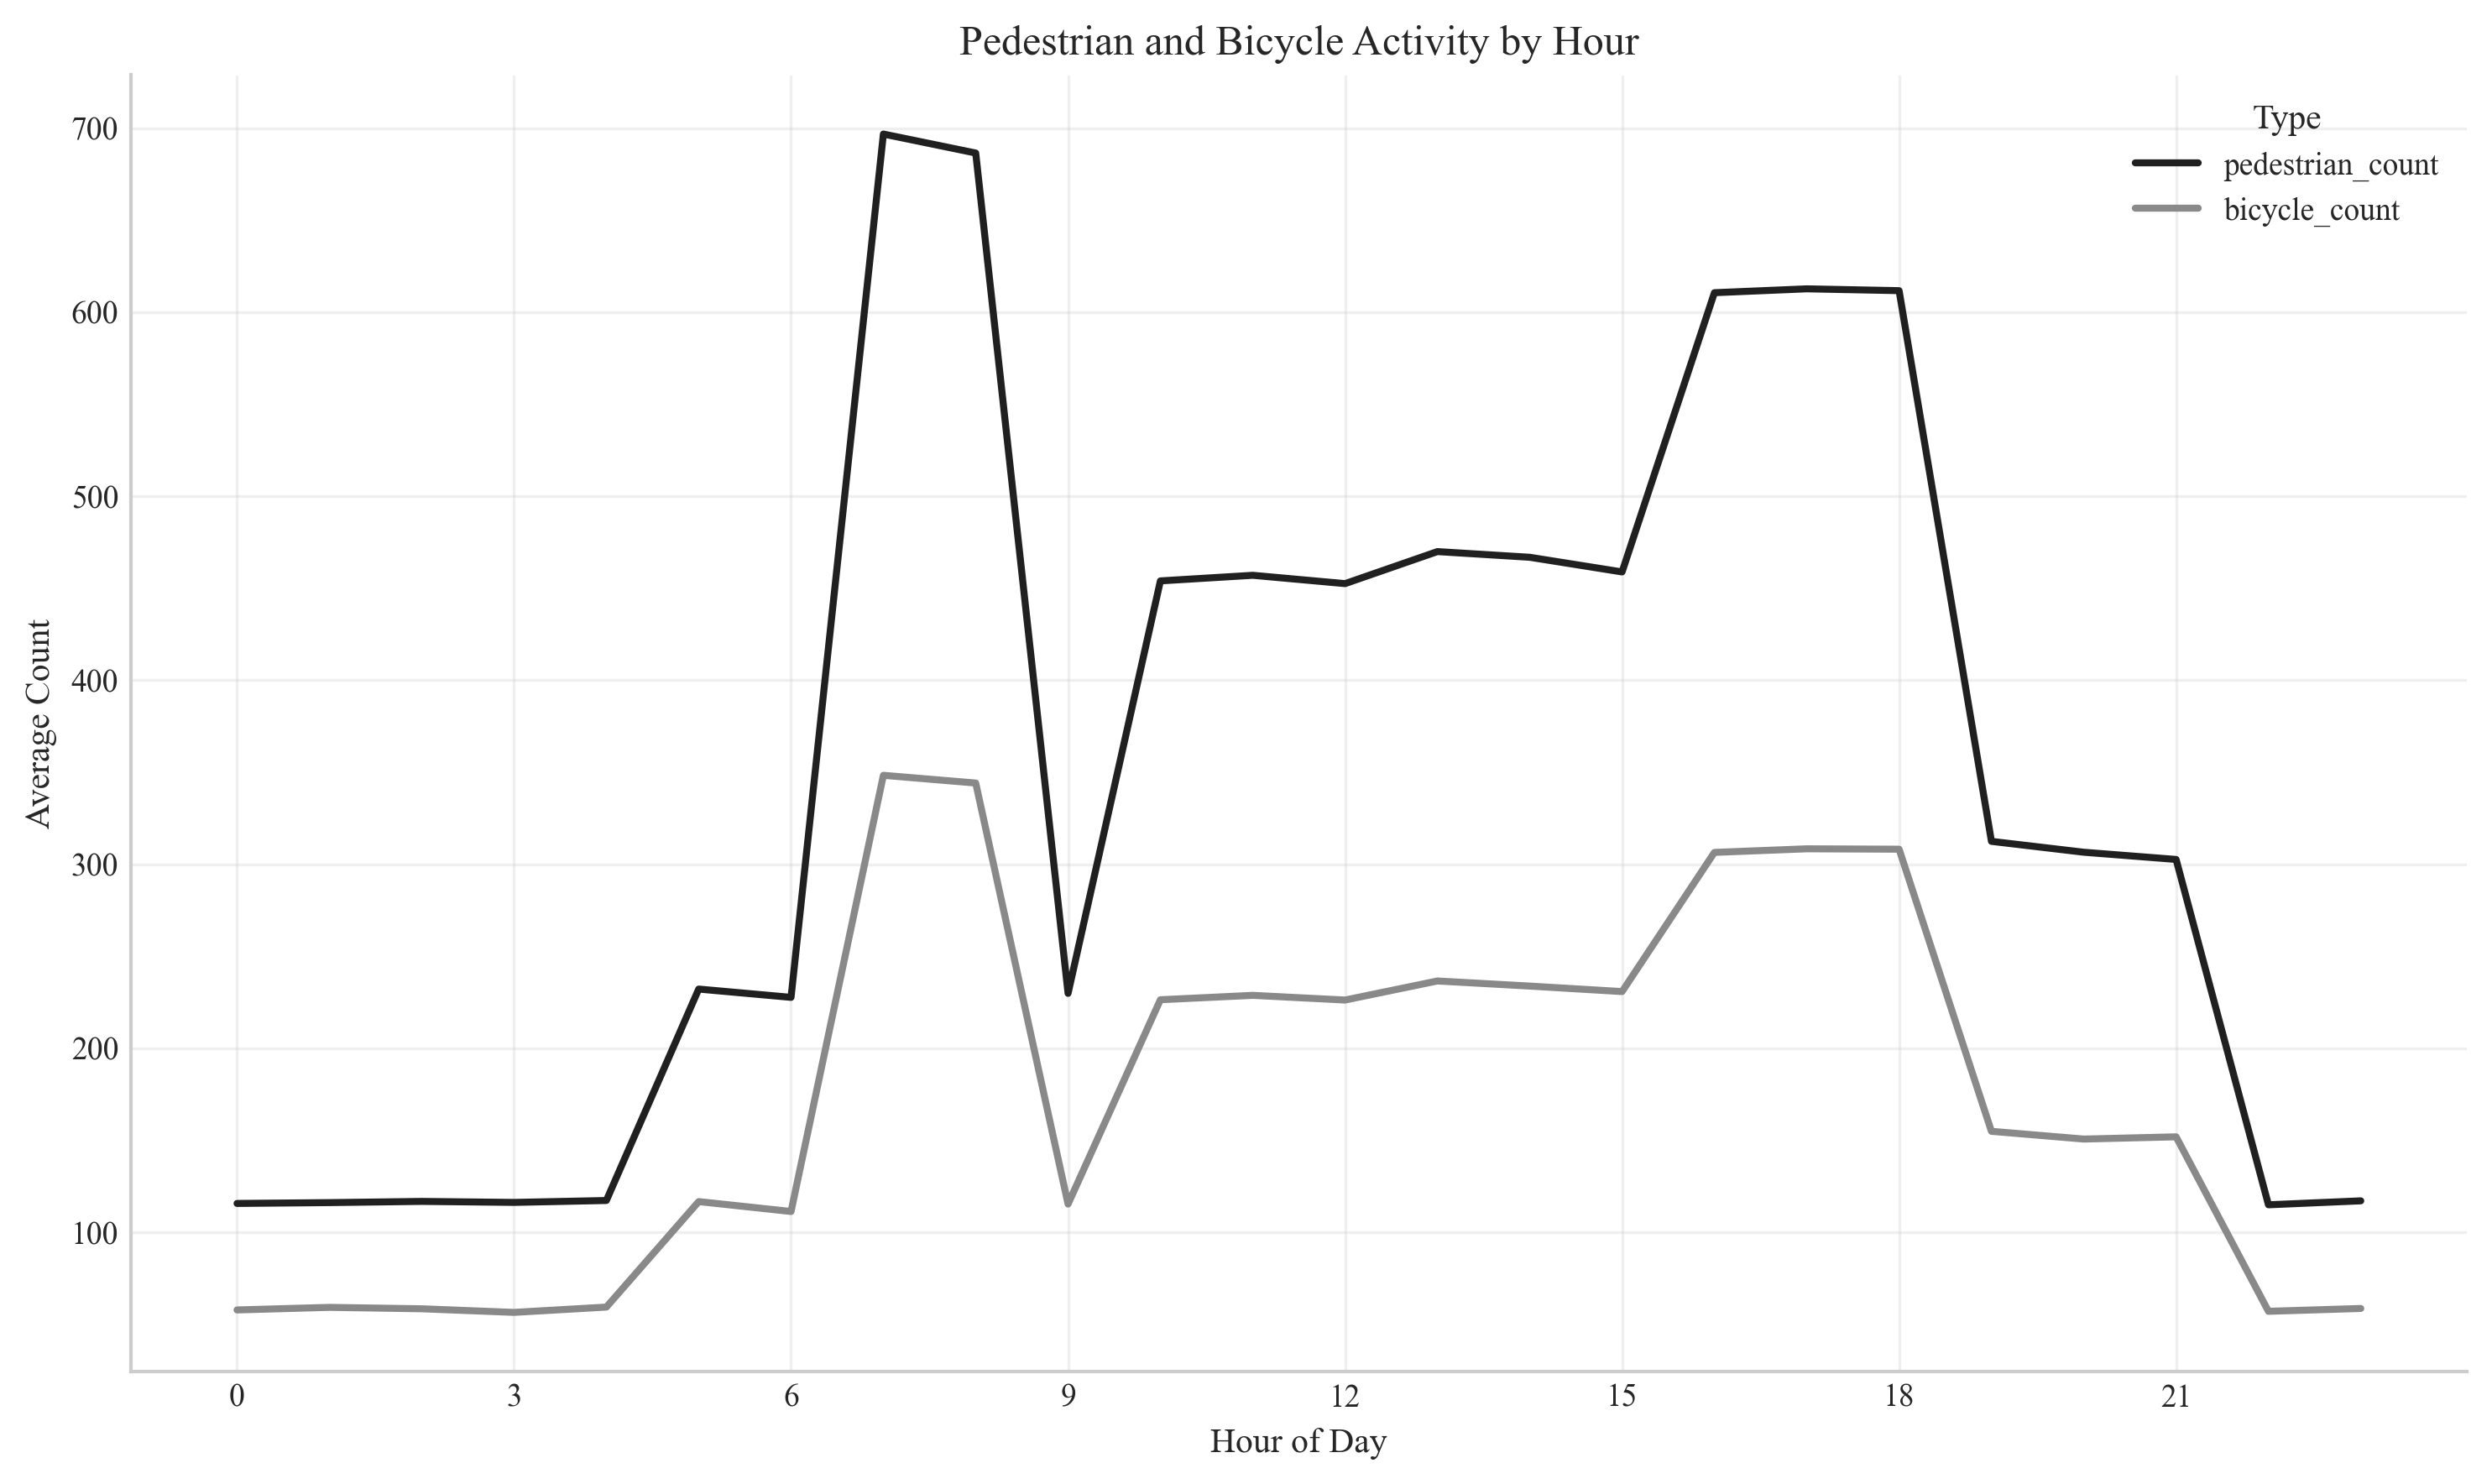 Pedestrian and Bicycle Activity by Hour
Type
pedestrian_count
bicycle_count
700
600
500
400
300
200
100
Average Count
0 3 6 9 12 15 18 21
Hour of Day